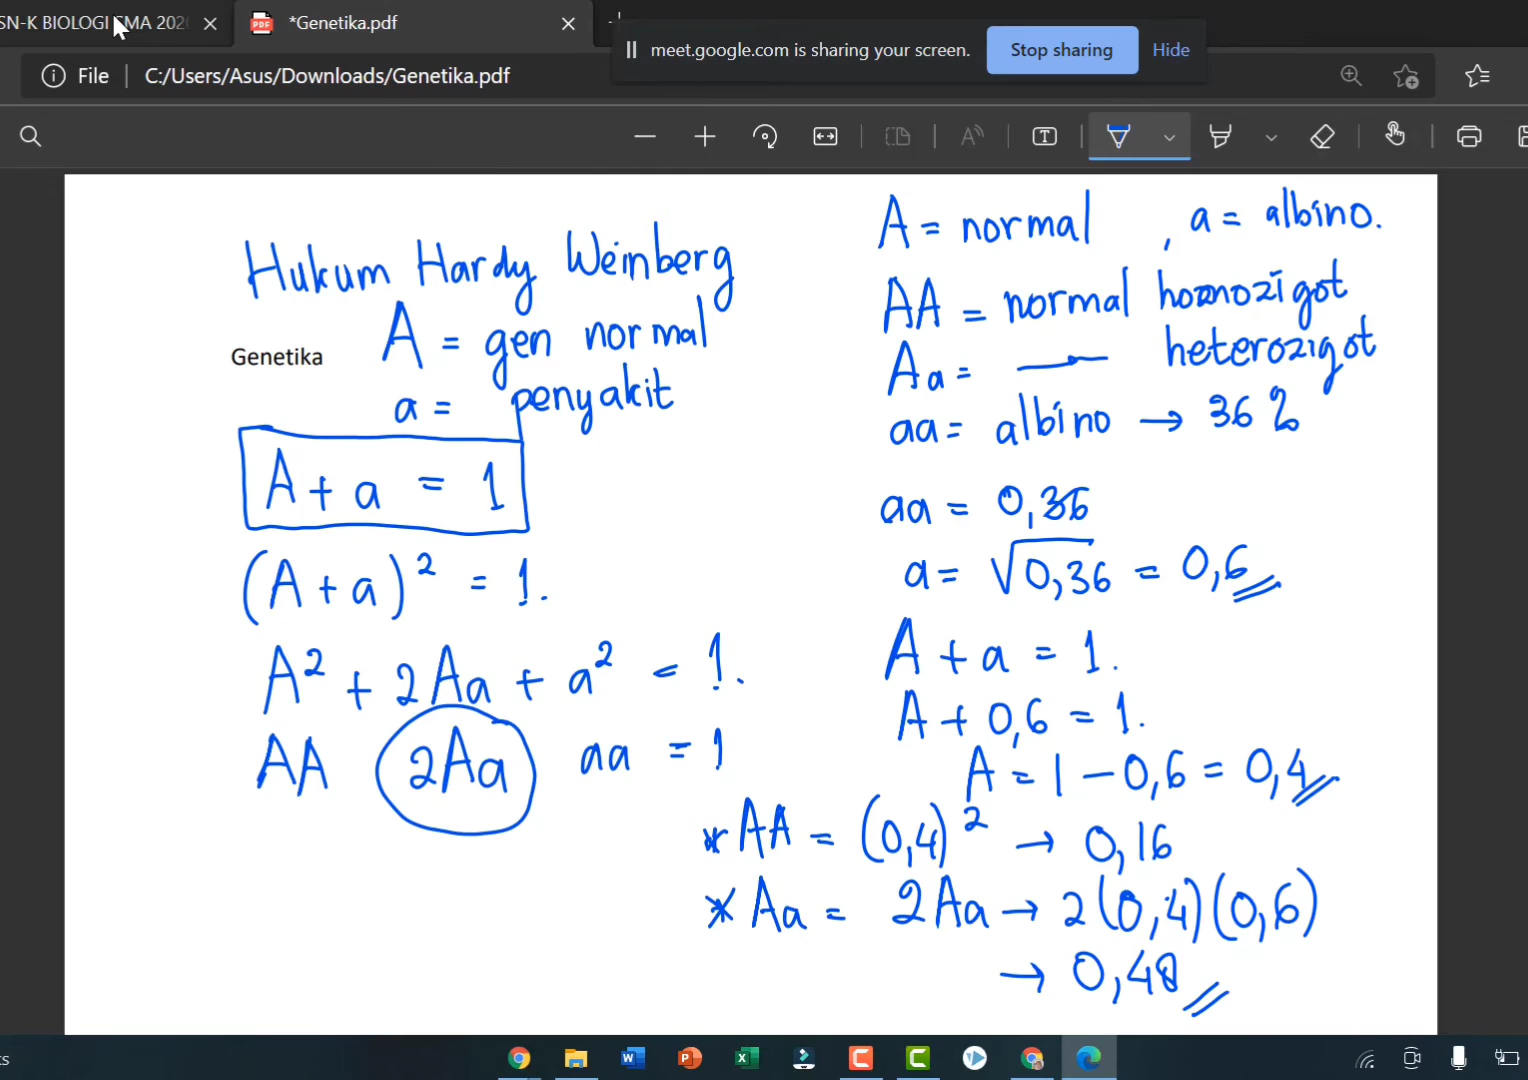 SN-K BIOLOGI SMA 202
*Genetika.pdf
meet.google.com is sharing your screen.
Stop sharing
Hide
File
C:/Users/Asus/Downloads/Genetika.pdf
Hukum Hardy Weinberg
Genetika
A = gen normal
a = penyakit
A + a = 1
(A + a)² = 1.
A² + 2Aa + a² = 1.
AA 2Aa aa = 1
A = normal , a = albino.
AA = normal homozigot
Aa = — heterozigot
aa = albino → 36 %
aa = 0,36
a = √0,36 = 0,6
A + a = 1.
A + 0,6 = 1.
A = 1 - 0,6 = 0,4
*AA = (0,4)² → 0,16
*Aa = 2Aa → 2(0,4)(0,6)
→ 0,48